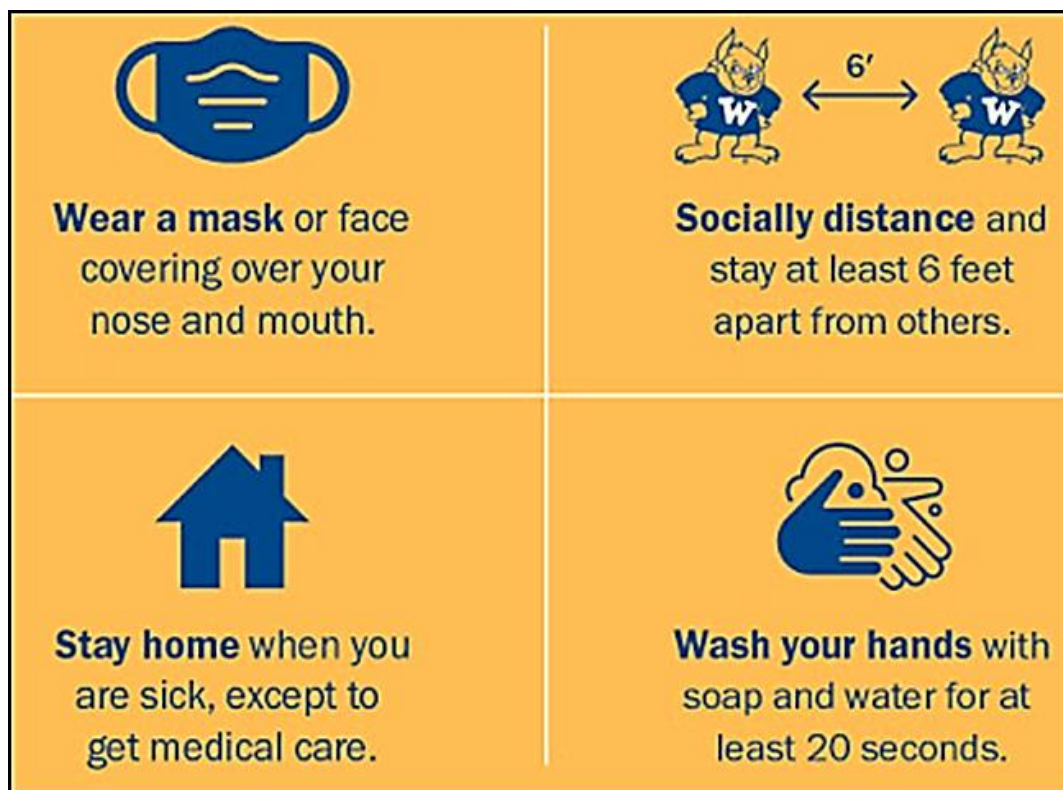 Wear a mask or face
covering over your
nose and mouth.
W
6'
W
Socially distance and
stay at least 6 feet
apart from others.
Stay home when you
are sick, except to
get medical care.
Wash your hands with
soap and water for at
least 20 seconds.